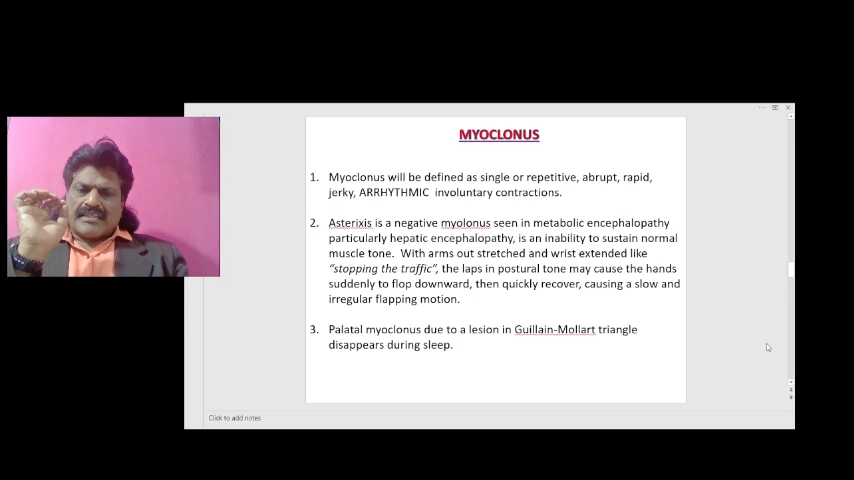 MYOCLONUS
1. Myoclonus will be defined as single or repetitive, abrupt, rapid,
jerky, ARRHYTHMIC involuntary contractions.
2. Asterixis is a negative myolonus seen in metabolic encephalopathy
particularly hepatic encephalopathy, is an inability to sustain normal
muscle tone. With arms out stretched and wrist extended like
“stopping the traffic”, the laps in postural tone may cause the hands
suddenly to flop downward, then quickly recover, causing a slow and
irregular flapping motion.
3. Palatal myoclonus due to a lesion in Guillain-Mollart triangle
disappears during sleep.
Click to add notes